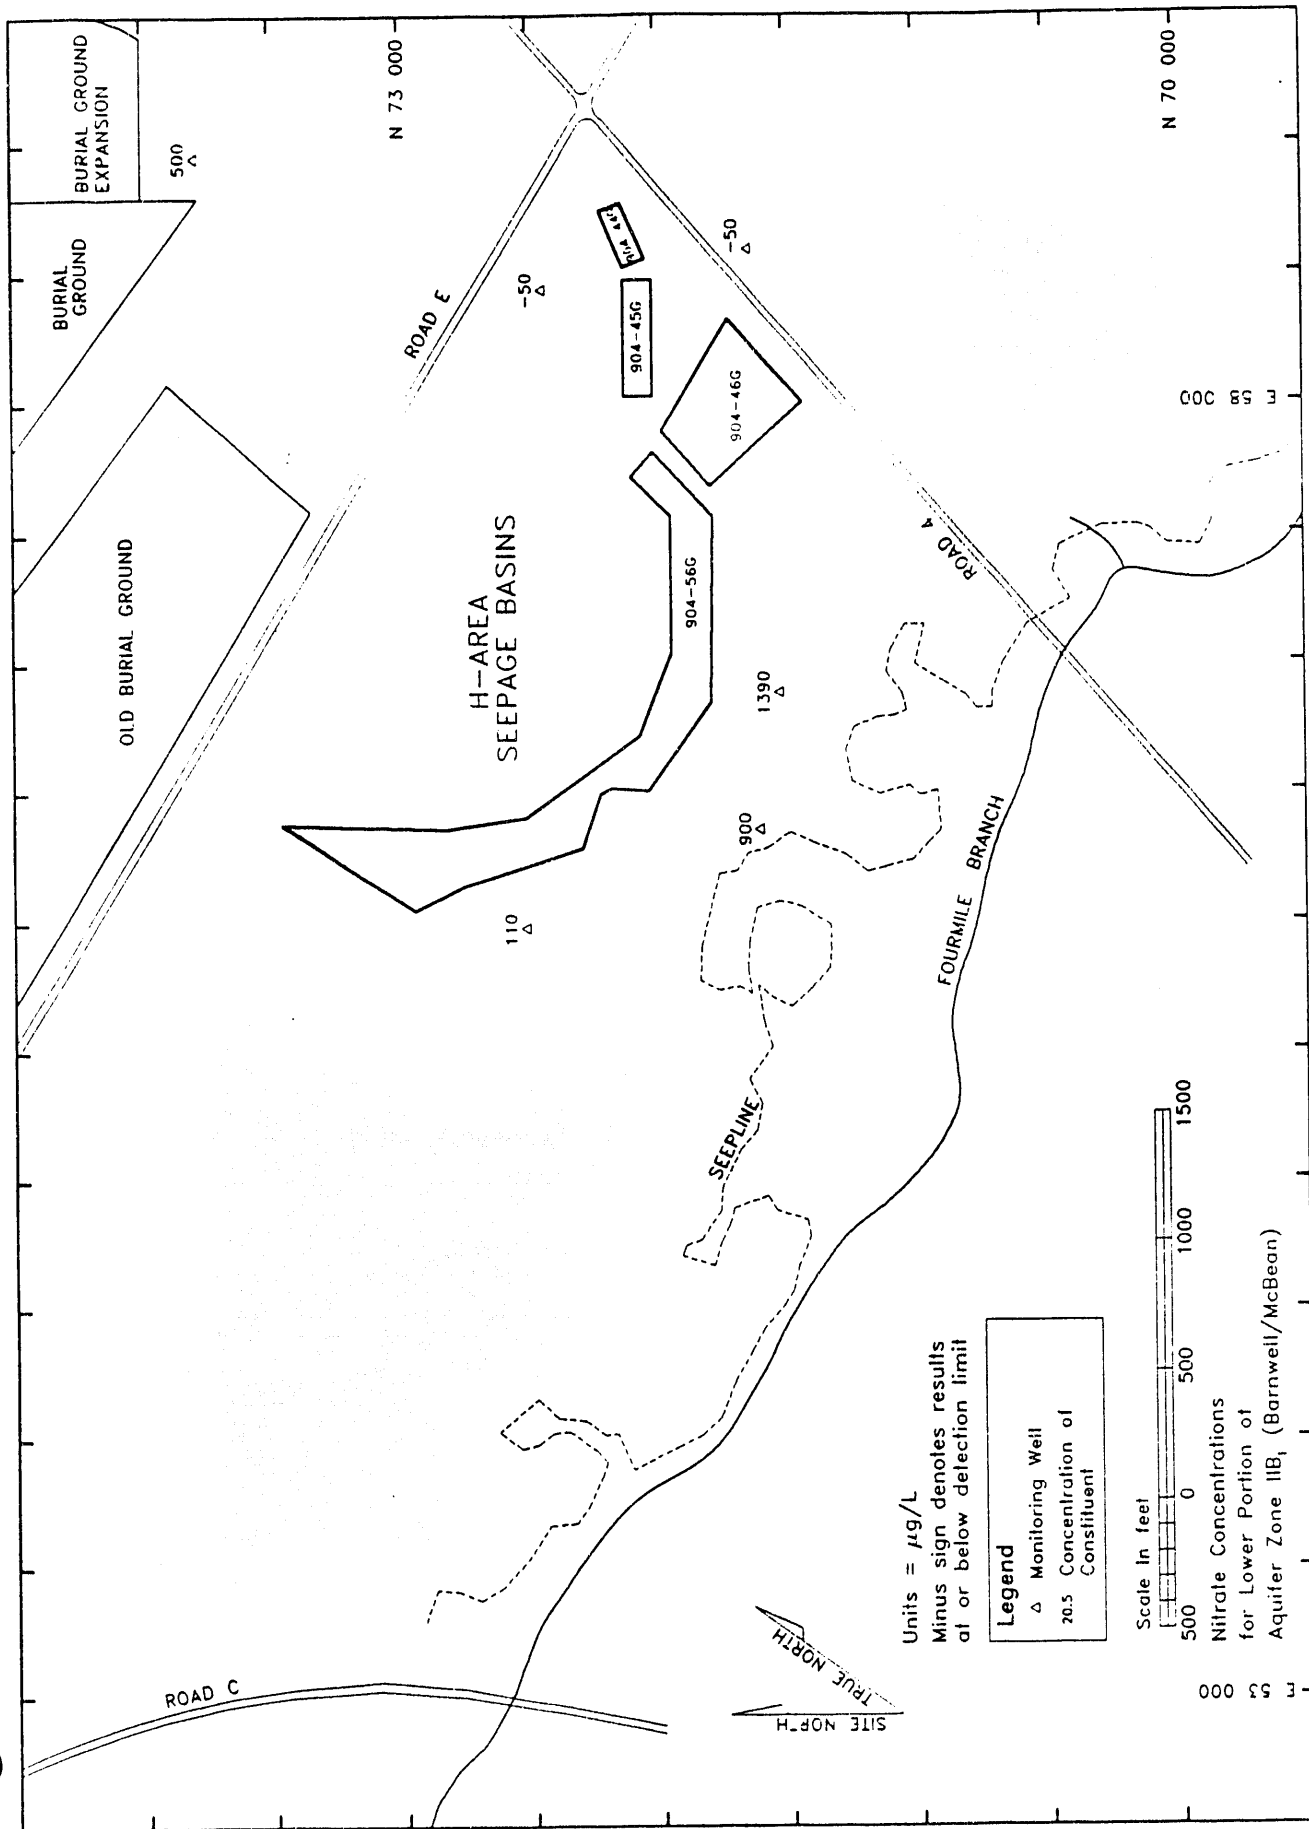 BURIAL GROUND
EXPANSION
500
BURIAL
GROUND
OLD BURIAL GROUND
N 73 000
N 70 000
ROAD E
-50
-50
904-45G
904-46G
904-56G
H-AREA
SEEPAGE BASINS
E 58 000
ROAD 4
1390
900
110
FOURMILE BRANCH
SEEPLINE
ROAD C
SITE NORTH
TRUE NORTH
Units = µg/L
Minus sign denotes results
at or below detection limit
Legend
△ Monitoring Well
20.5 Concentration of
Constituent
Scale in feet
500 0 500 1000 1500
Nitrate Concentrations
for Lower Portion of
Aquifer Zone IIB₁ (Barnwell/McBean)
E 53 000